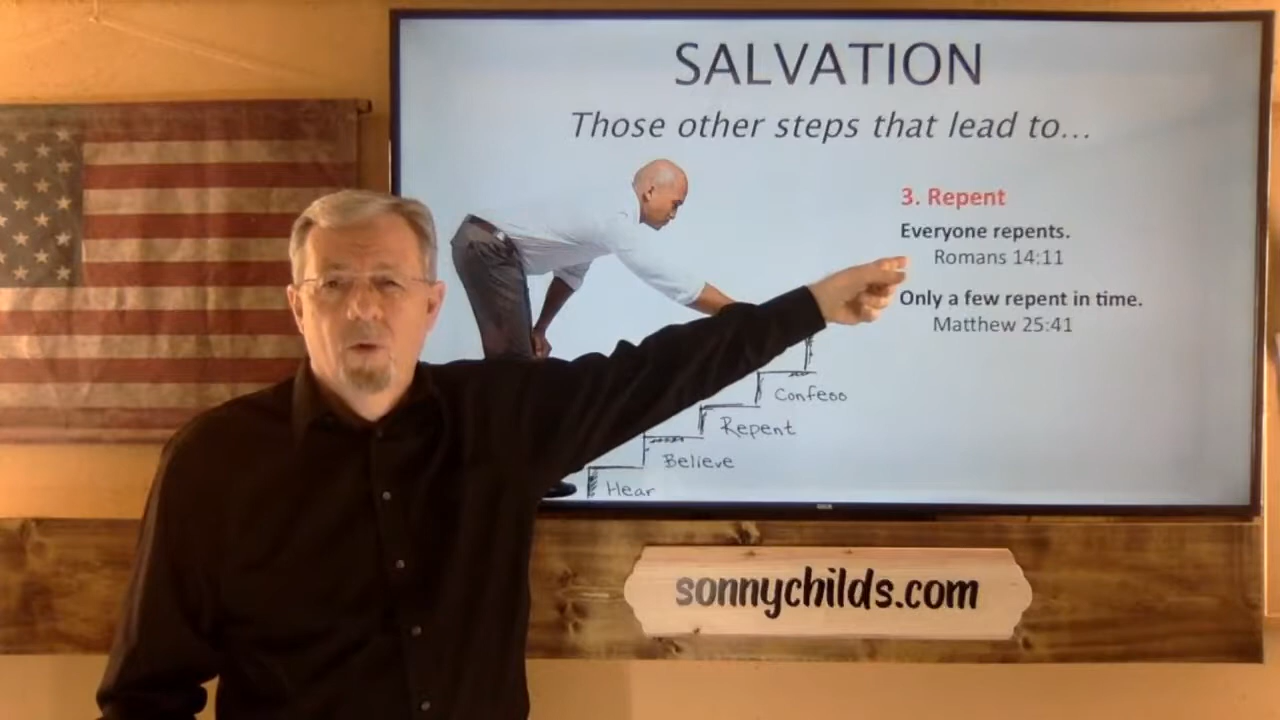 SALVATION
Those other steps that lead to...
3. Repent
Everyone repents.
Romans 14:11
Only a few repent in time.
Matthew 25:41
Confess
Repent
Believe
Hear
sonnychilds.com